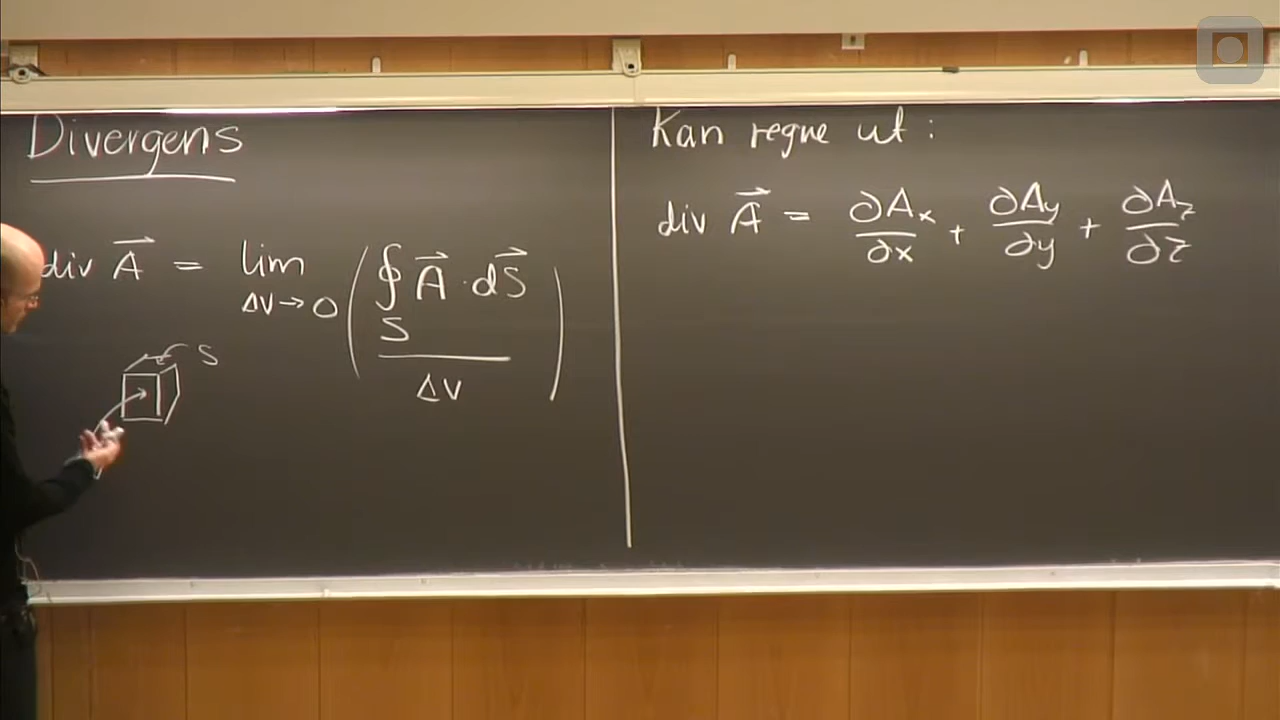 Divergens
div A⃗ = lim ΔV→0 ( ∮S A⃗ · dS⃗ / ΔV )
S
Kan regne ut :
div A⃗ = ∂Ax/∂x + ∂Ay/∂y + ∂Az/∂z